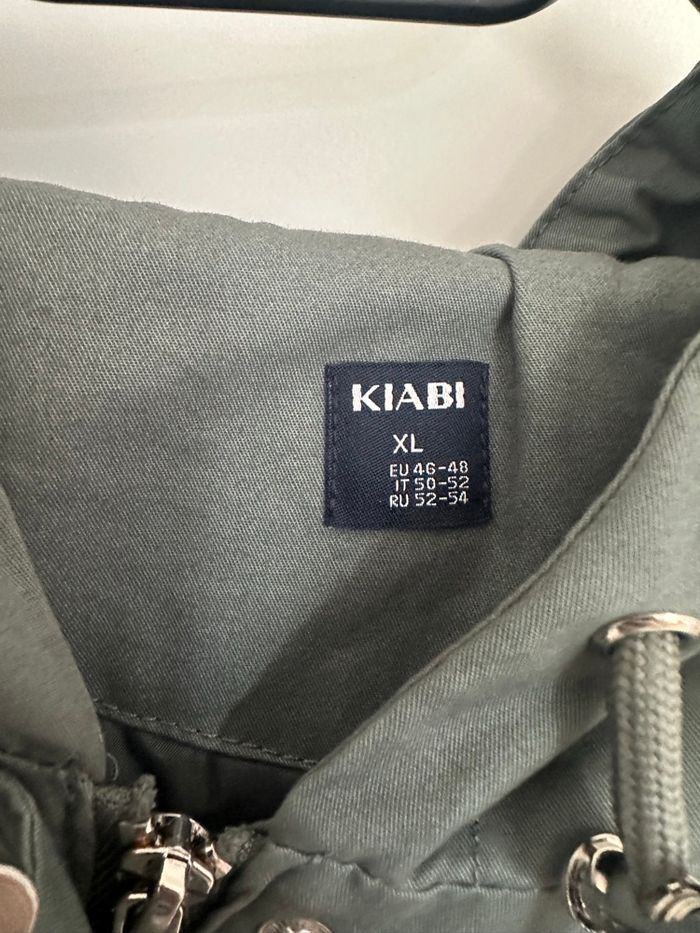 KIABI
XL
EU 46-48
IT 50-52
RU 52-54